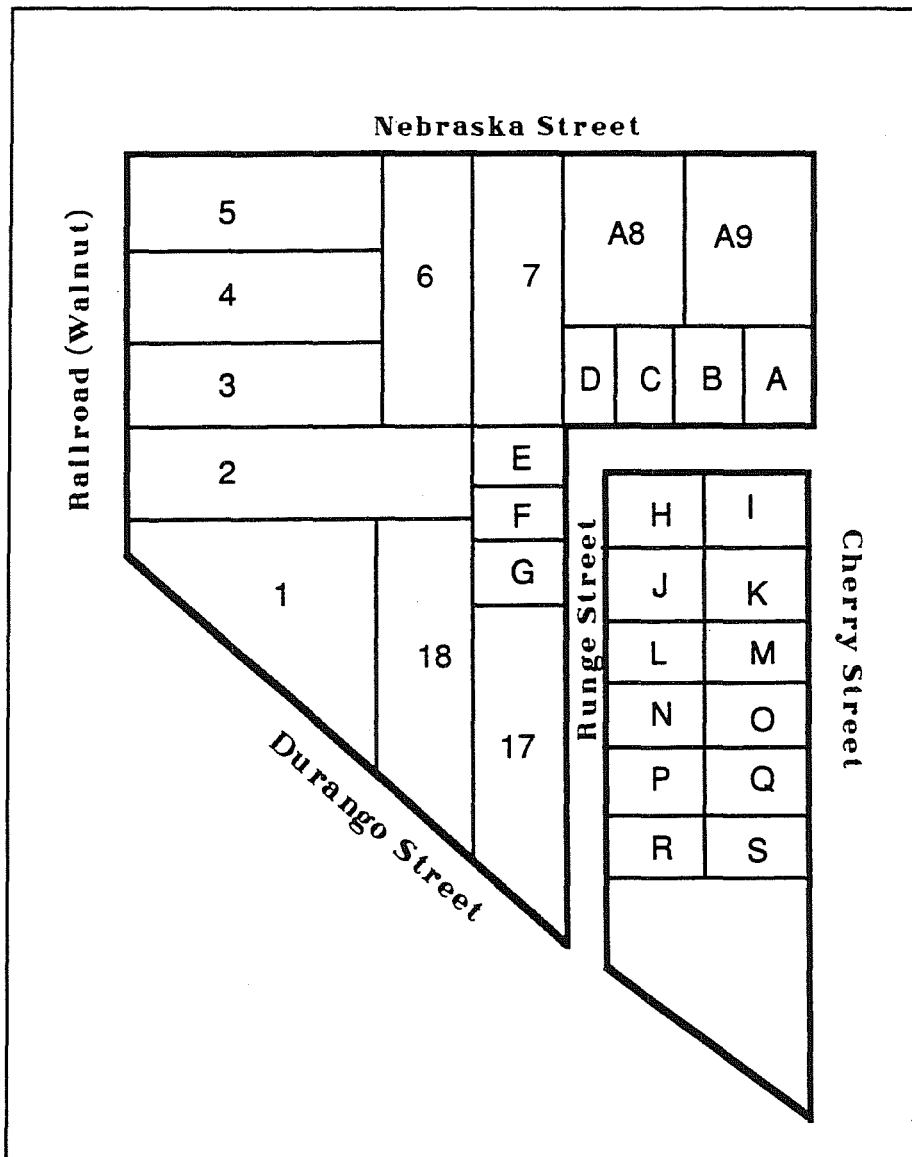 Nebraska Street
Railroad (Walnut)
5
4
3
2
1
6
7
A8
A9
D
C
B
A
E
F
G
18
17
Durango Street
Runge Street
H
I
J
K
L
M
N
O
P
Q
R
S
Cherry Street